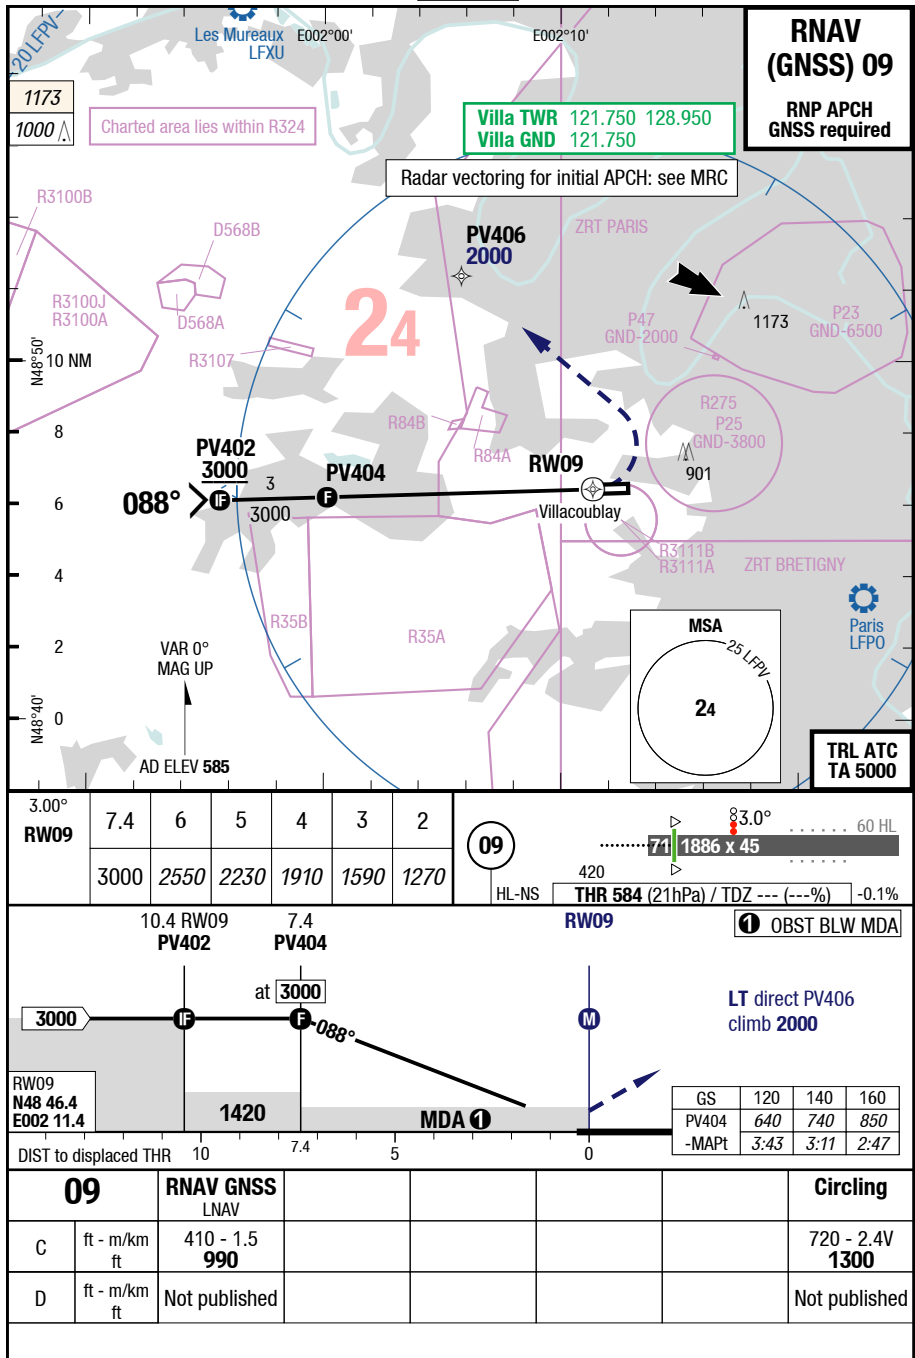 20 LFPV
Les Mureaux
LFXU
E002°00'
E002°10'
RNAV
(GNSS) 09
RNP APCH
GNSS required
1173
1000
Charted area lies within R324
Villa TWR 121.750 128.950
Villa GND 121.750
Radar vectoring for initial APCH: see MRC
R3100B
D568B
PV406
2000
ZRT PARIS
R3100J
R3100A
D568A
24
1173
P47
GND-2000
P23
GND-6500
N48°50'
10 NM
R3107
R275
P25
GND-3800
R84B
R84A
8
PV402
3000
3
PV404
RW09
901
088°
6
3000
Villacoublay
R3111B
R3111A
ZRT BRETIGNY
4
Paris
LFPO
R35B
R35A
2
VAR 0°
MAG UP
MSA
25 LFPV
24
N48°40'
0
AD ELEV 585
TRL ATC
TA 5000
3.00°
RW09
7.4 6 5 4 3 2
3000 2550 2230 1910 1590 1270
09
HL-NS
3.0°
60 HL
71 1886 x 45
420
THR 584 (21hPa) / TDZ --- (---%)
-0.1%
10.4 RW09
PV402
7.4
PV404
RW09
1 OBST BLW MDA
at 3000
3000
IF
F
088°
M
LT direct PV406
climb 2000
RW09
N48 46.4
E002 11.4
1420
MDA 1
GS 120 140 160
PV404 640 740 850
-MAPt 3:43 3:11 2:47
DIST to displaced THR 10 7.4 5 0
09
RNAV GNSS
LNAV
Circling
C
ft - m/km
ft
410 - 1.5
990
720 - 2.4V
1300
D
ft - m/km
ft
Not published
Not published